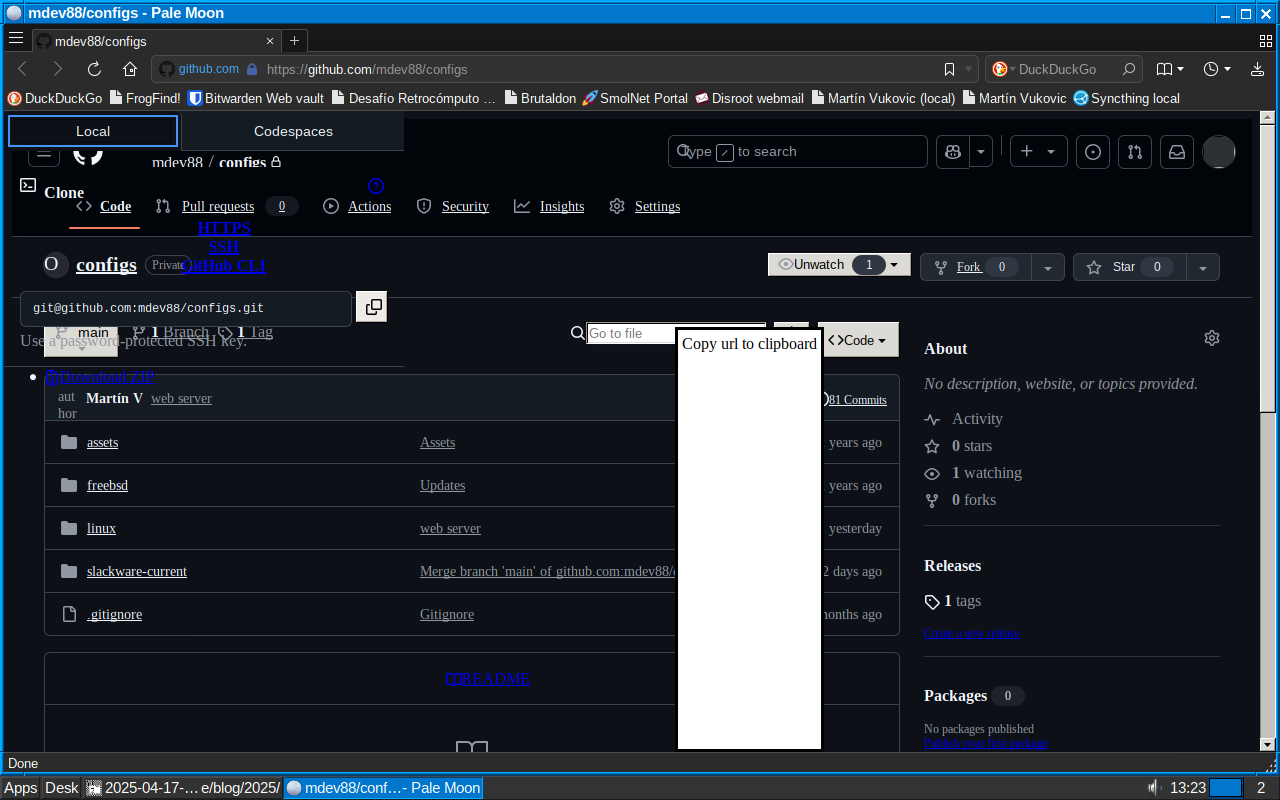 mdev88/configs - Pale Moon
mdev88/configs
github.com https://github.com/mdev88/configs DuckDuckGo
DuckDuckGo FrogFind! Bitwarden Web vault Desafío Retrocómputo … Brutaldon SmolNet Portal Disroot webmail Martín Vukovic (local) Martín Vukovic Syncthing local
Local Codespaces
mdev88 / configs Type / to search
Clone
Code Pull requests 0 Actions Security Insights Settings
HTTPS
SSH
GitHub CLI
configs Private Unwatch 1 Fork 0 Star 0
git@github.com:mdev88/configs.git
main 1 Branch 1 Tag Go to file Code
Use a password-protected SSH key.
Copy url to clipboard
Download ZIP
About
No description, website, or topics provided.
author Martín V web server 81 Commits
Activity
assets Assets years ago
0 stars
1 watching
freebsd Updates years ago
0 forks
linux web server yesterday
Releases
slackware-current Merge branch 'main' of github.com:mdev88/ 2 days ago
1 tags
.gitignore Gitignore months ago
Create a new release
README
Packages 0
No packages published
Publish your first package
Done
Apps Desk 2025-04-17-…e/blog/2025/ mdev88/conf…- Pale Moon 13:23 2